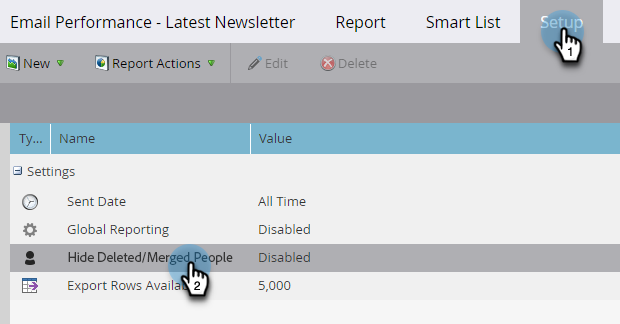 Email Performance - Latest Newsletter Report Smart List Setup
1
New Report Actions Edit Delete
Ty... Name Value
Settings
Sent Date All Time
Global Reporting Disabled
Hide Deleted/Merged People Disabled
2
Export Rows Availa 5,000